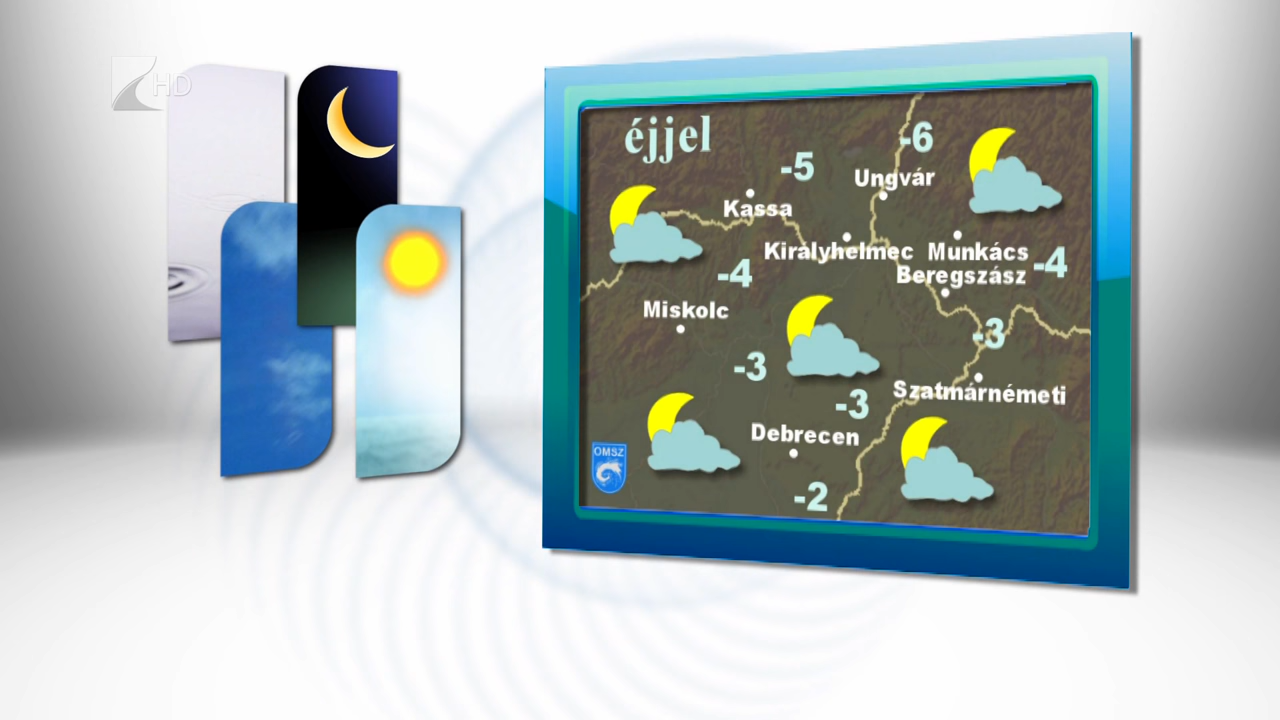 HD
éjjel
-6
-5
Ungvár
Kassa
Királyhelmec
Munkács
-4
-4
Beregszász
Miskolc
-3
-3
Szatmárnémeti
-3
Debrecen
OMSZ
-2